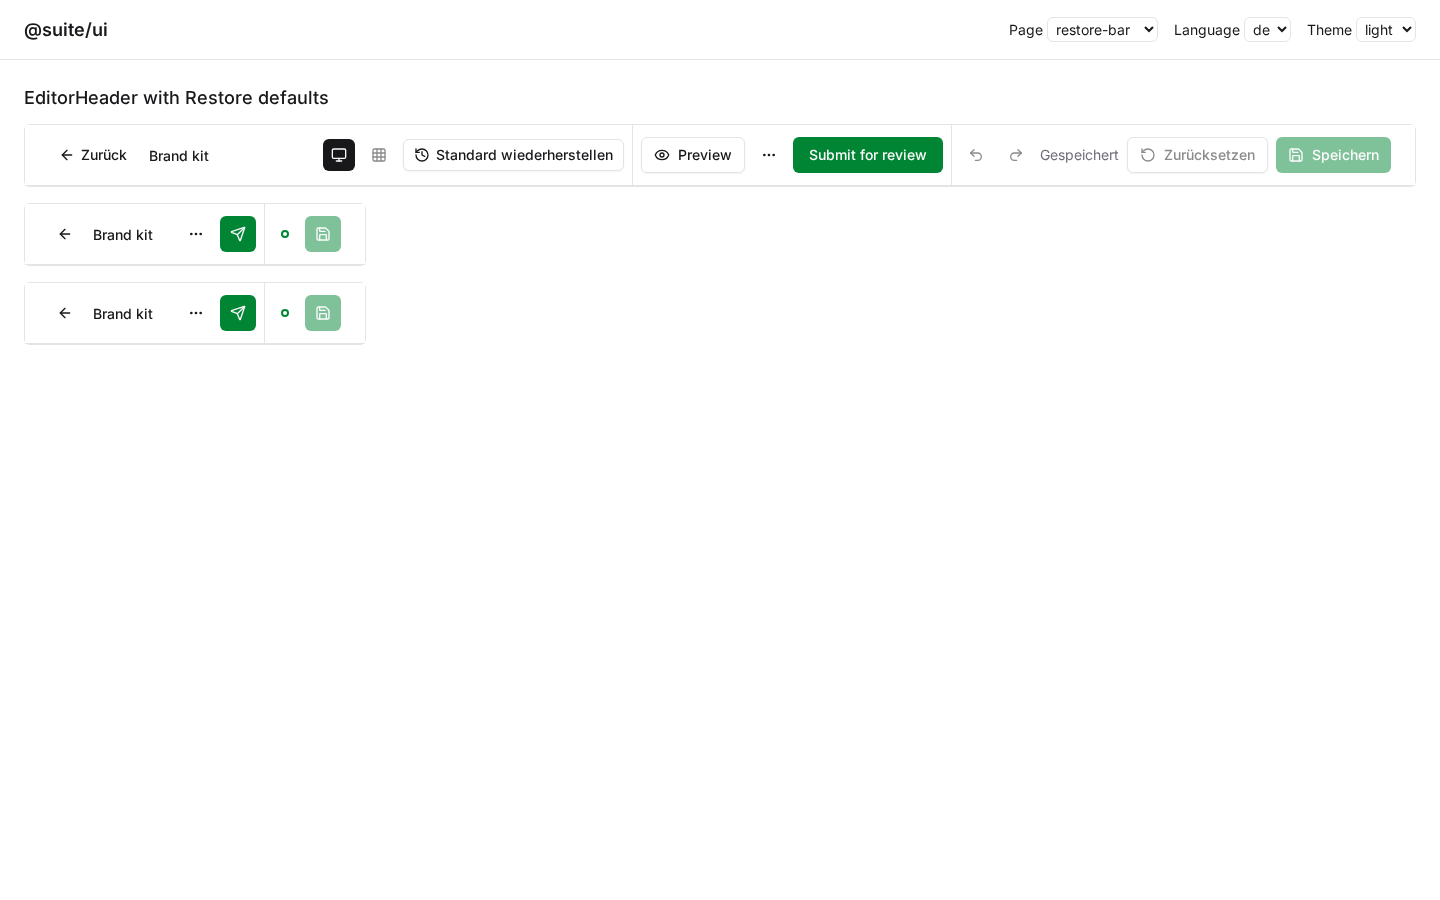 @suite/ui
Page restore-bar Language de Theme light
EditorHeader with Restore defaults
Zurück Brand kit Standard wiederherstellen Preview Submit for review Gespeichert Zurücksetzen Speichern
Brand kit
Brand kit